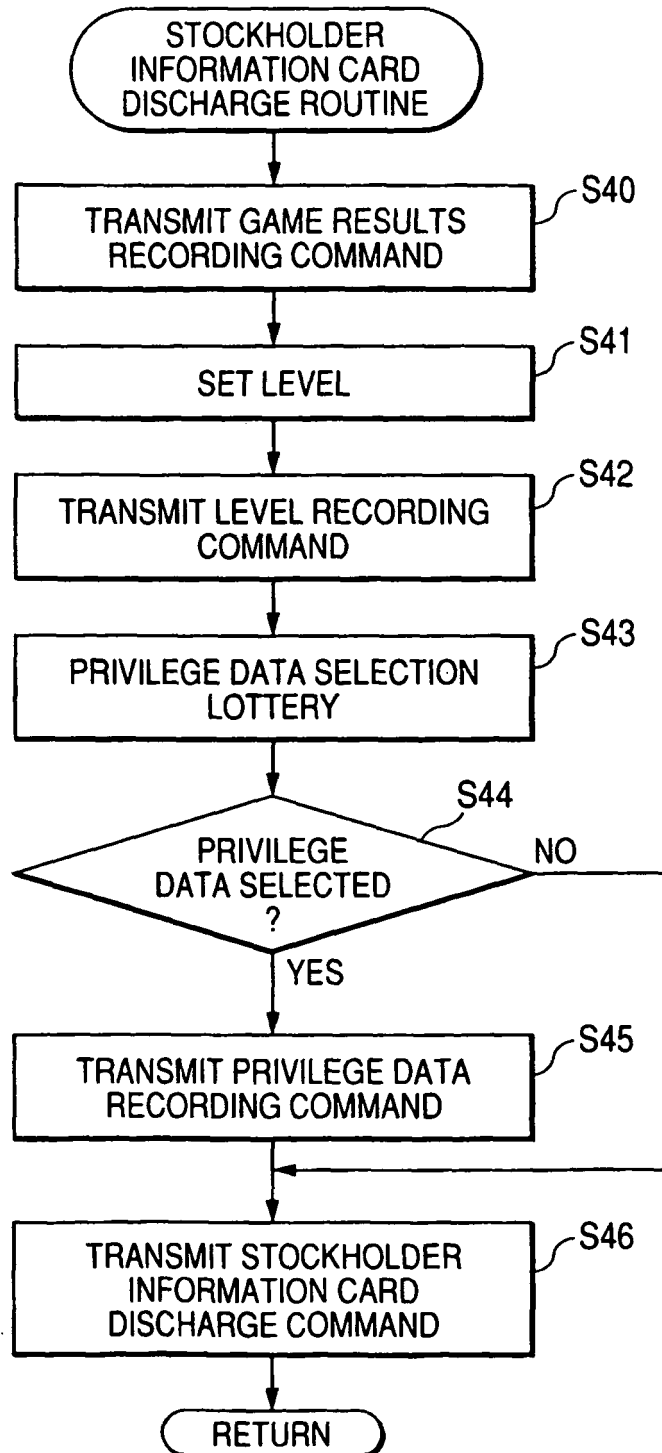 STOCKHOLDER
INFORMATION CARD
DISCHARGE ROUTINE
S40
TRANSMIT GAME RESULTS
RECORDING COMMAND
S41
SET LEVEL
S42
TRANSMIT LEVEL RECORDING
COMMAND
S43
PRIVILEGE DATA SELECTION
LOTTERY
S44
PRIVILEGE
DATA SELECTED
?
NO
YES
S45
TRANSMIT PRIVILEGE DATA
RECORDING COMMAND
S46
TRANSMIT STOCKHOLDER
INFORMATION CARD
DISCHARGE COMMAND
RETURN